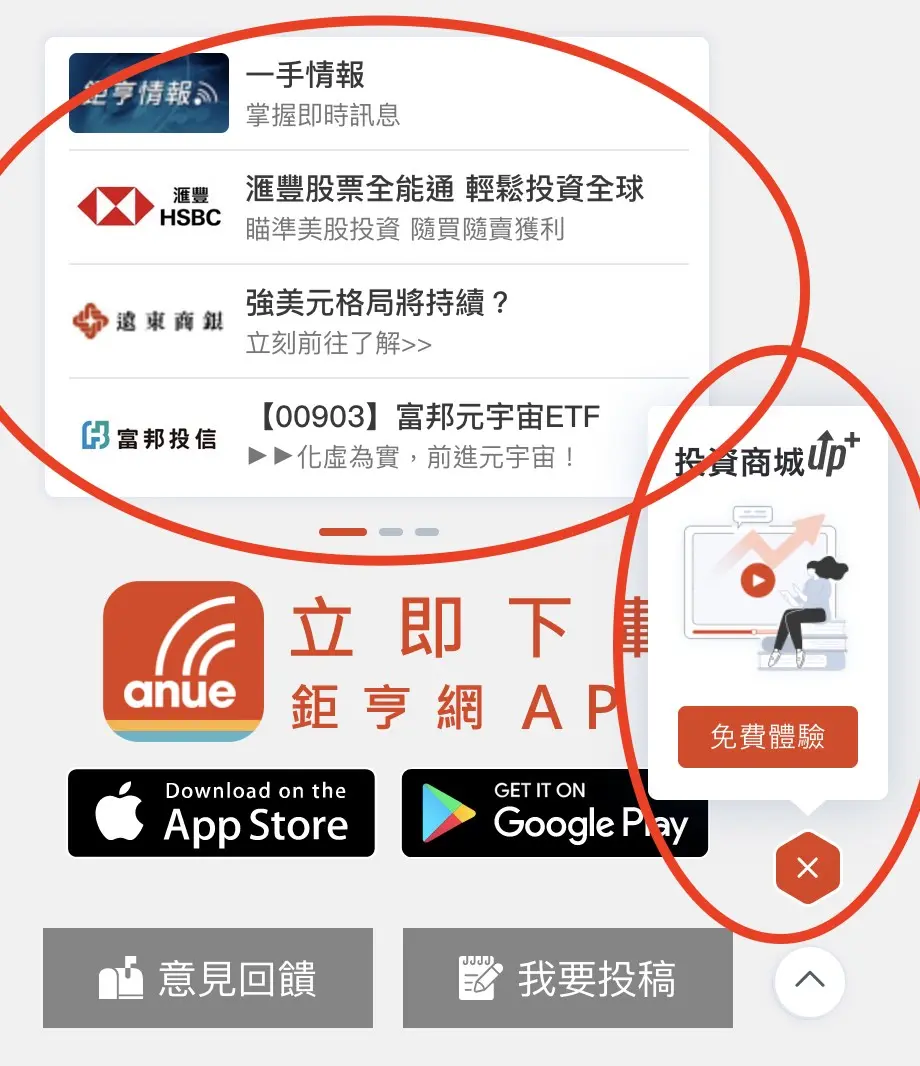 鉅亨情報
一手情報
掌握即時訊息
滙豐
HSBC
滙豐股票全能通 輕鬆投資全球
瞄準美股投資 隨買隨賣獲利
遠東商銀
強美元格局將持續？
立刻前往了解>>
富邦投信
【00903】富邦元宇宙ETF
▶▶化虛為實，前進元宇宙！
投資商城up+
免費體驗
anue
立即下
鉅亨網 AP
Download on the
App Store
GET IT ON
Google Play
意見回饋
我要投稿